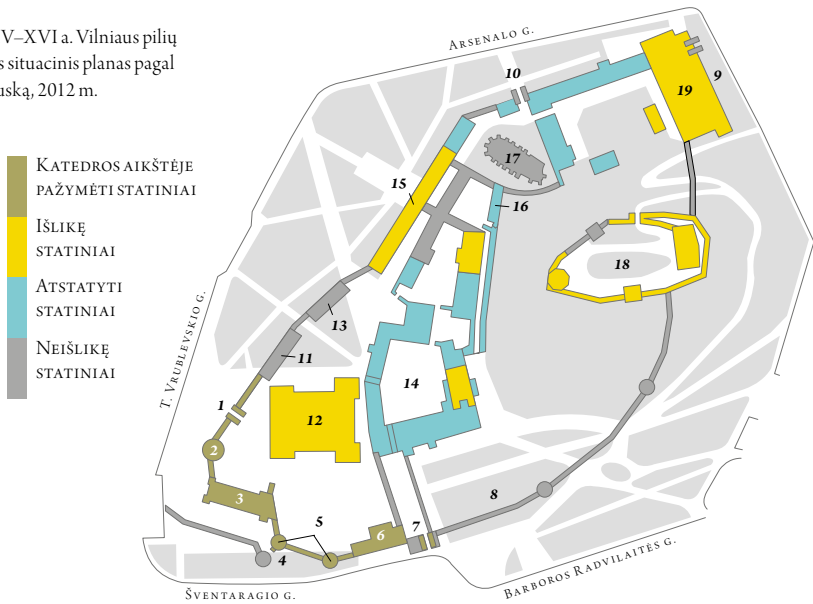 V–XVI a. Vilniaus pilių
s situacinis planas pagal
uską, 2012 m.
Katedros aikštėje
pažymėti statiniai
Išlikę
statiniai
Atstatyti
statiniai
Neišlikę
statiniai
Arsenalo g.
10
9
19
17
15
16
18
13
T. Vrublevskio g.
11
14
1
12
2
3
8
5
6
7
4
Barboros Radvilaitės g.
Šventaragio g.